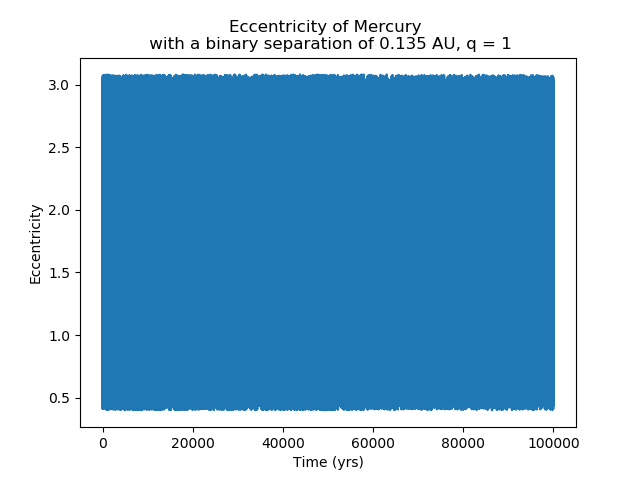 Eccentricity of Mercury
with a binary separation of 0.135 AU, q = 1
3.0
2.5
2.0
1.5
1.0
0.5
Eccentricity
0 20000 40000 60000 80000 100000
Time (yrs)